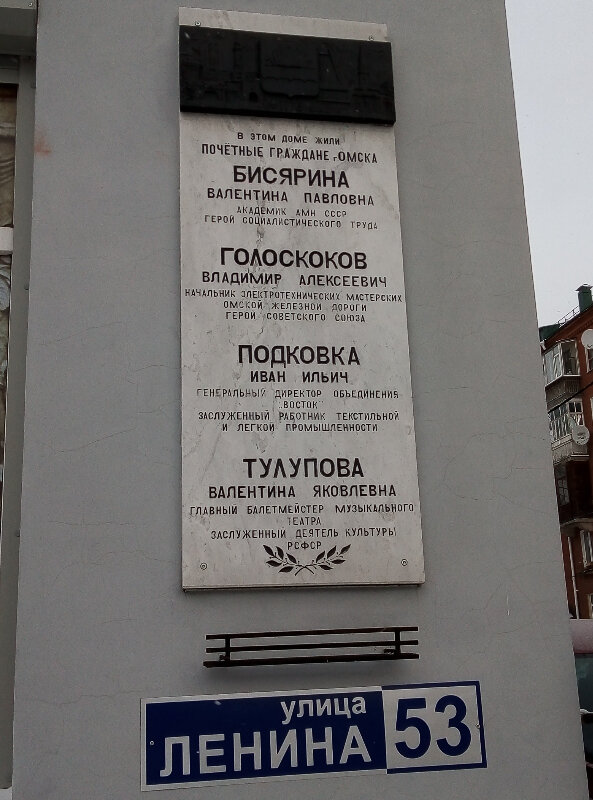 В ЭТОМ ДОМЕ ЖИЛИ
ПОЧЁТНЫЕ ГРАЖДАНЕ г.ОМСКА
БИСЯРИНА
ВАЛЕНТИНА ПАВЛОВНА
АКАДЕМИК АМН СССР
ГЕРОЙ СОЦИАЛИСТИЧЕСКОГО ТРУДА
ГОЛОСКОКОВ
ВЛАДИМИР АЛЕКСЕЕВИЧ
НАЧАЛЬНИК ЭЛЕКТРОТЕХНИЧЕСКИХ МАСТЕРСКИХ
ОМСКОЙ ЖЕЛЕЗНОЙ ДОРОГИ
ГЕРОЙ СОВЕТСКОГО СОЮЗА
ПОДКОВКА
ИВАН ИЛЬИЧ
ГЕНЕРАЛЬНЫЙ ДИРЕКТОР ОБЪЕДИНЕНИЯ
"ВОСТОК"
ЗАСЛУЖЕННЫЙ РАБОТНИК ТЕКСТИЛЬНОЙ
И ЛЕГКОЙ ПРОМЫШЛЕННОСТИ
ТУЛУПОВА
ВАЛЕНТИНА ЯКОВЛЕВНА
ГЛАВНЫЙ БАЛЕТМЕЙСТЕР МУЗЫКАЛЬНОГО
ТЕАТРА
ЗАСЛУЖЕННЫЙ ДЕЯТЕЛЬ КУЛЬТУРЫ
РСФСР
улица
ЛЕНИНА 53